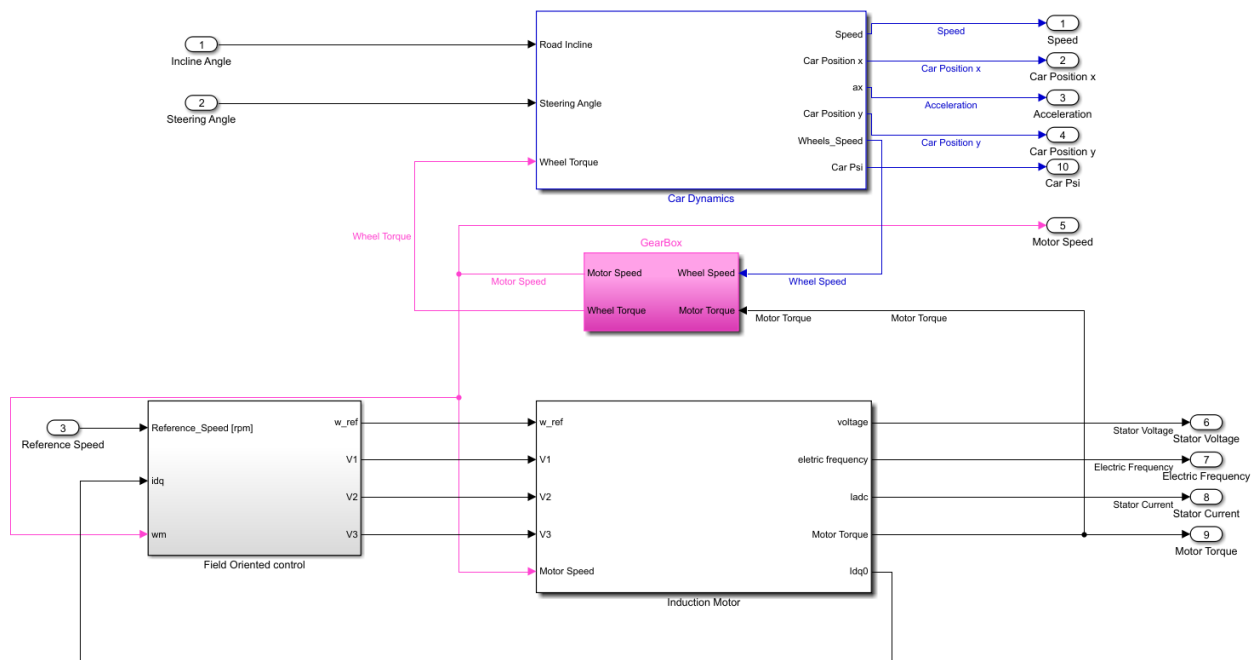 1
Incline Angle
2
Steering Angle
Road Incline
Steering Angle
Wheel Torque
Speed
Car Position x
ax
Car Position y
Wheels_Speed
Car Psi
Car Dynamics
Speed
Car Position x
Acceleration
Car Position y
1
Speed
2
Car Position x
3
Acceleration
4
Car Position y
10
Car Psi
5
Motor Speed
Wheel Torque
GearBox
Motor Speed
Motor Speed
Wheel Torque
Wheel Speed
Motor Torque
Wheel Speed
Motor Torque
Motor Torque
3
Reference Speed
Reference_Speed [rpm]
idq
wm
w_ref
V1
V2
V3
Field Oriented control
w_ref
V1
V2
V3
Motor Speed
voltage
eletric frequency
Iadc
Motor Torque
Idq0
Induction Motor
Stator Voltage
Electric Frequency
Stator Current
6
Stator Voltage
7
Electric Frequency
8
Stator Current
9
Motor Torque